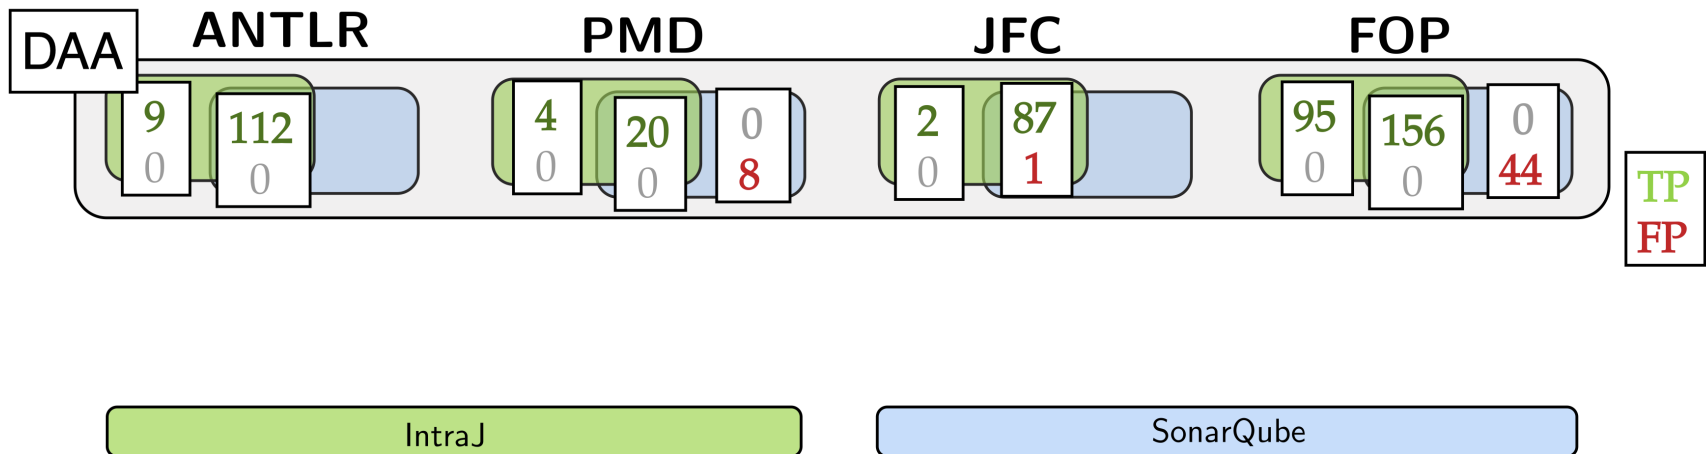 DAA
ANTLR PMD JFC FOP
9 112 4 20 0 2 87 95 156 0
0 0 0 0 8 0 1 0 0 44
TP
FP
IntraJ SonarQube